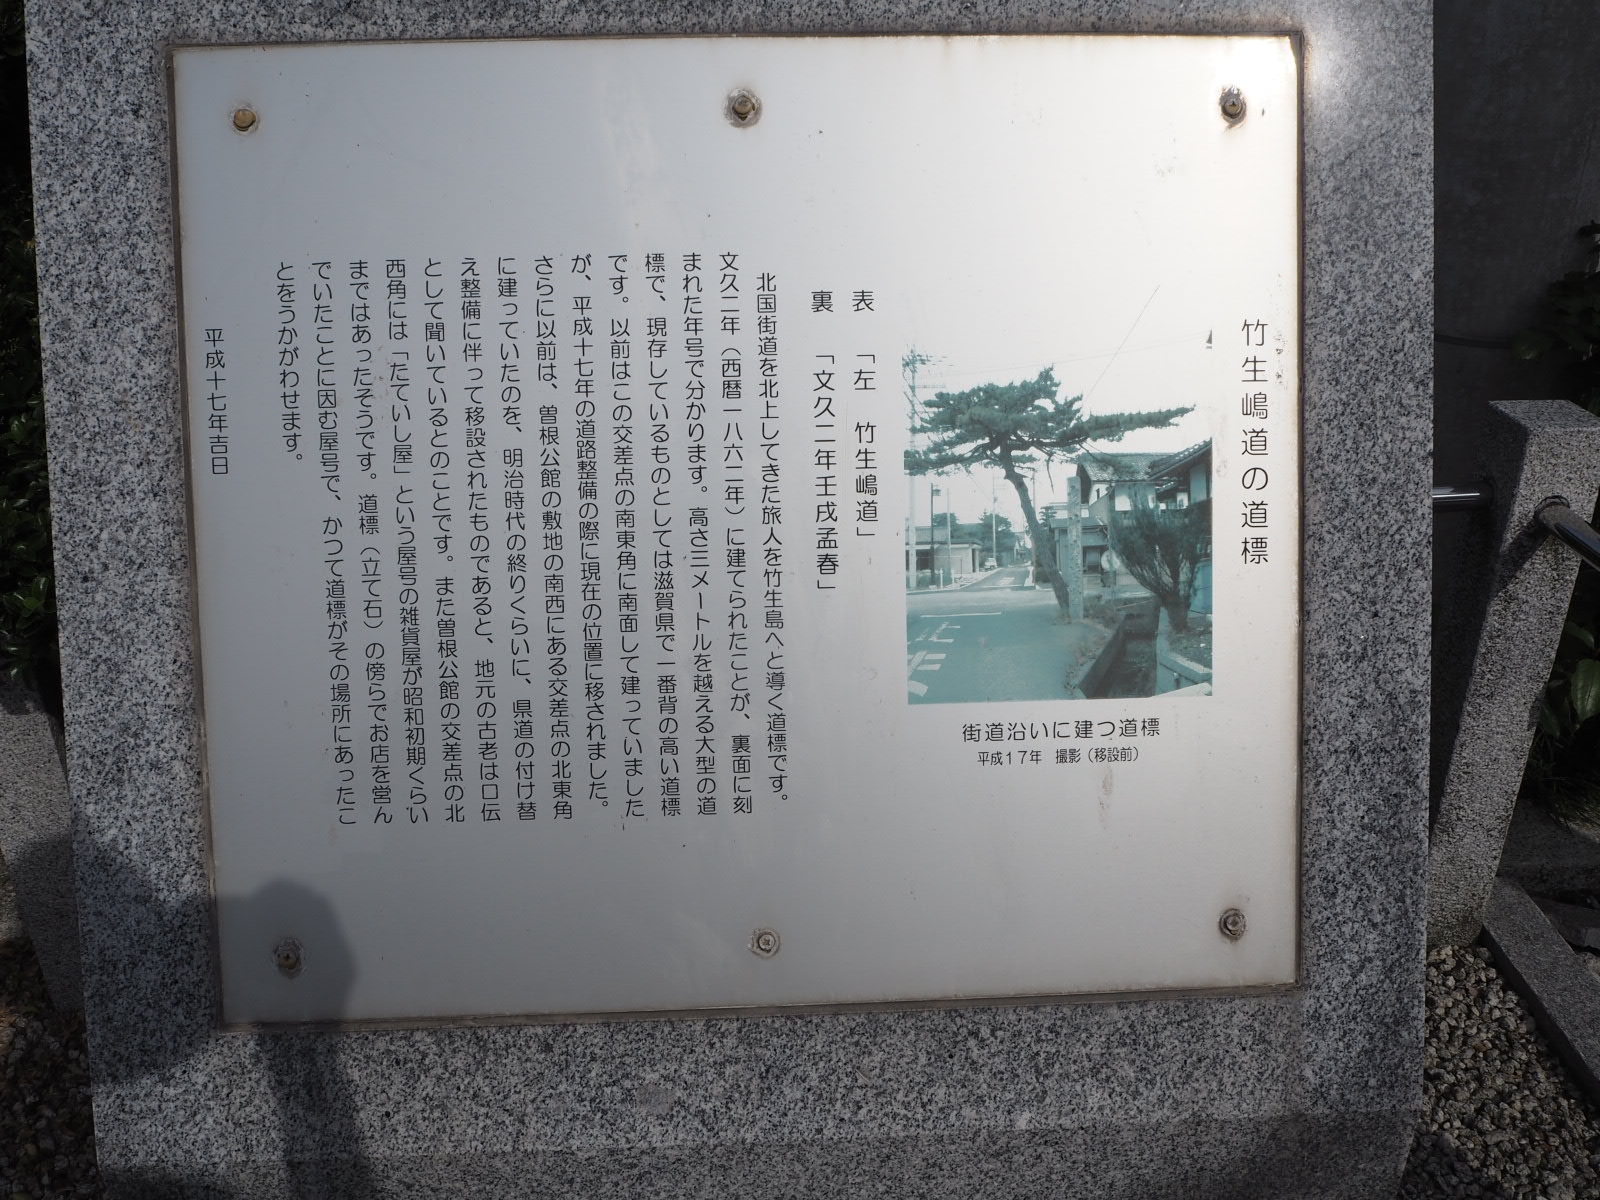 竹生嶋道の道標
街道沿いに建つ道標
平成17年 撮影（移設前）
表 「左 竹生嶋道」
裏 「文久二年壬戌孟春」
北国街道を北上してきた旅人を竹生島へと導く道標です。
文久二年（西暦一八六二年）に建てられたことが、裏面に刻
まれた年号で分かります。高さ三メートルを越える大型の道
標で、現存しているものとしては滋賀県で一番背の高い道標
です。以前はこの交差点の南東角に南面して建っていました
が、平成十七年の道路整備の際に現在の位置に移されました。
さらに以前は、曽根公館の敷地の南西にある交差点の北東角
に建っていたのを、明治時代の終りくらいに、県道の付け替
え整備に伴って移設されたものであると、地元の古老は口伝
として聞いているとのことです。また曽根公館の交差点の北
西角には「たていし屋」という屋号の雑貨屋が昭和初期くらい
まではあったそうです。道標（立て石）の傍らでお店を営ん
でいたことに因む屋号で、かつて道標がその場所にあったこ
とをうかがわせます。
平成十七年吉日